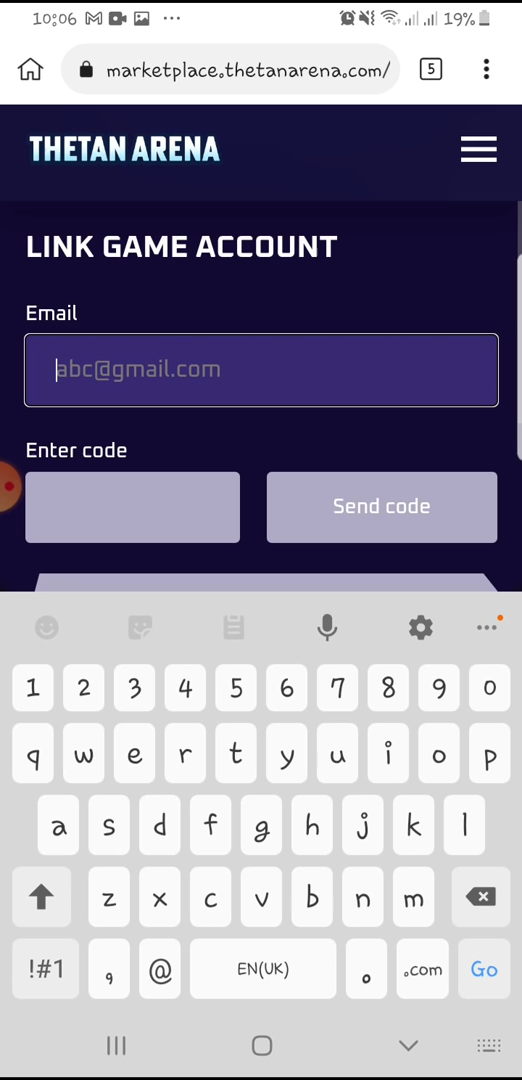 10:06 19%
marketplace.thetanarena.com/ 5
THETAN ARENA
LINK GAME ACCOUNT
Email
abc@gmail.com
Enter code
Send code
1 2 3 4 5 6 7 8 9 0
q w e r t y u i o p
a s d f g h j k l
z x c v b n m
!#1 , @ EN(UK) . .com Go